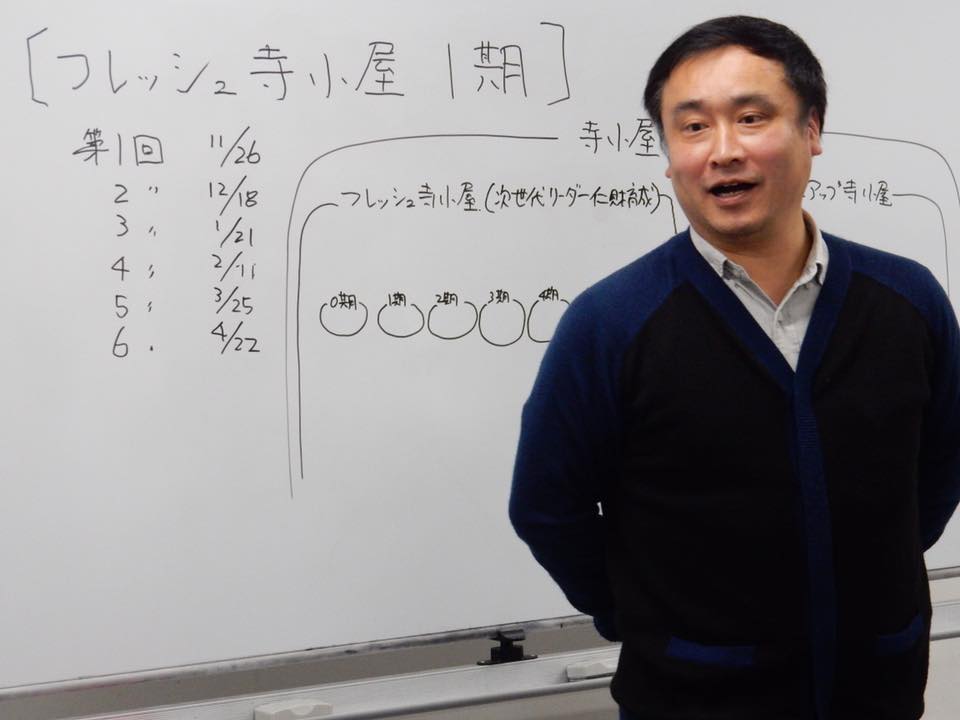 ［フレッシュ寺小屋 1期］
第1回 11/26
2 〃 12/18
3 〃 1/21
4 〃 2/11
5 〃 3/25
6 . 4/22
寺小屋
フレッシュ寺小屋 (次世代リーダー仁財育成)
アップ寺小屋
0期 1期 2期 3期 4期